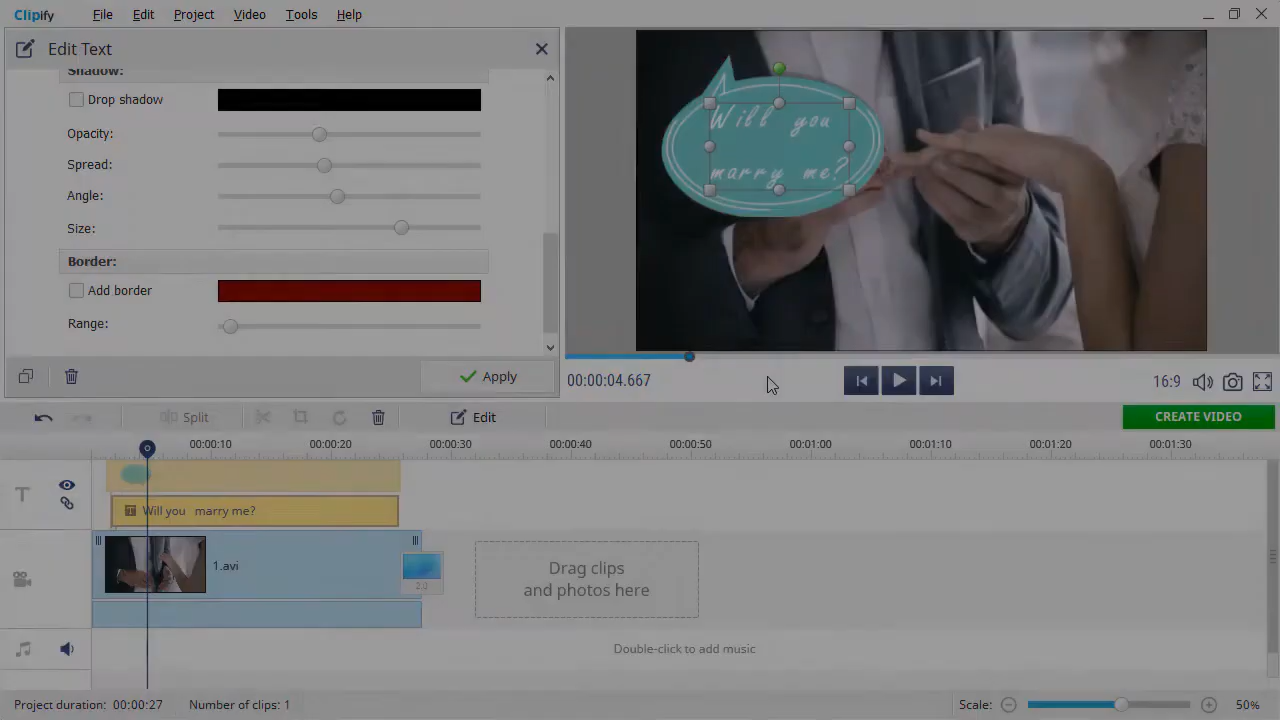 Clipify File Edit Project Video Tools Help
Edit Text
Shadow:
Drop shadow
Opacity:
Spread:
Angle:
Size:
Border:
Add border
Range:
Apply
Will you
marry me?
00:00:04.667
16:9
Split
Edit
CREATE VIDEO
00:00:10 00:00:20 00:00:30 00:00:40 00:00:50 00:01:00 00:01:10 00:01:20 00:01:30
T
T Will you marry me?
1.avi
2.0
Drag clips
and photos here
Double-click to add music
Project duration: 00:00:27 Number of clips: 1 Scale: 50%